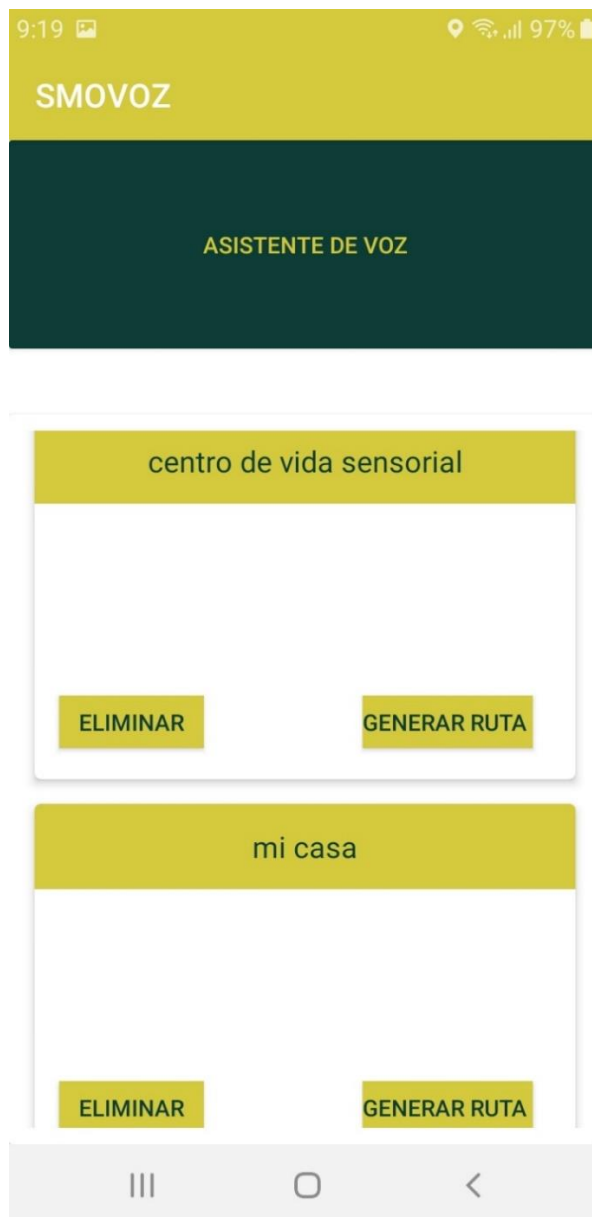 9:19 97%
SMOVOZ
ASISTENTE DE VOZ
centro de vida sensorial
ELIMINAR GENERAR RUTA
mi casa
ELIMINAR GENERAR RUTA